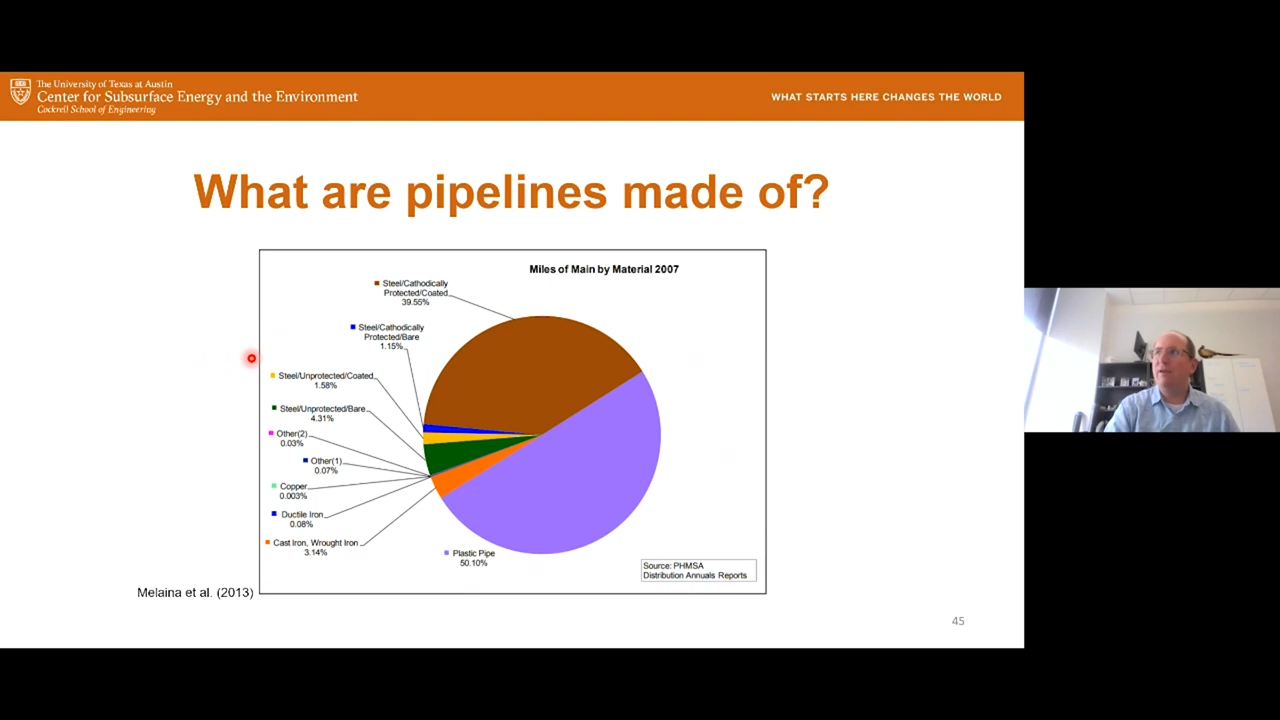 The University of Texas at Austin
Center for Subsurface Energy and the Environment
Cockrell School of Engineering
WHAT STARTS HERE CHANGES THE WORLD
What are pipelines made of?
Miles of Main by Material 2007
Steel/Cathodically
Protected/Coated
39.55%
Steel/Cathodically
Protected/Bare
1.15%
Steel/Unprotected/Coated
1.58%
Steel/Unprotected/Bare
4.31%
Other(2)
0.03%
Other(1)
0.07%
Copper
0.003%
Ductile Iron
0.08%
Cast Iron, Wrought Iron
3.14%
Plastic Pipe
50.10%
Source: PHMSA
Distribution Annuals Reports
Melaina et al. (2013)
45